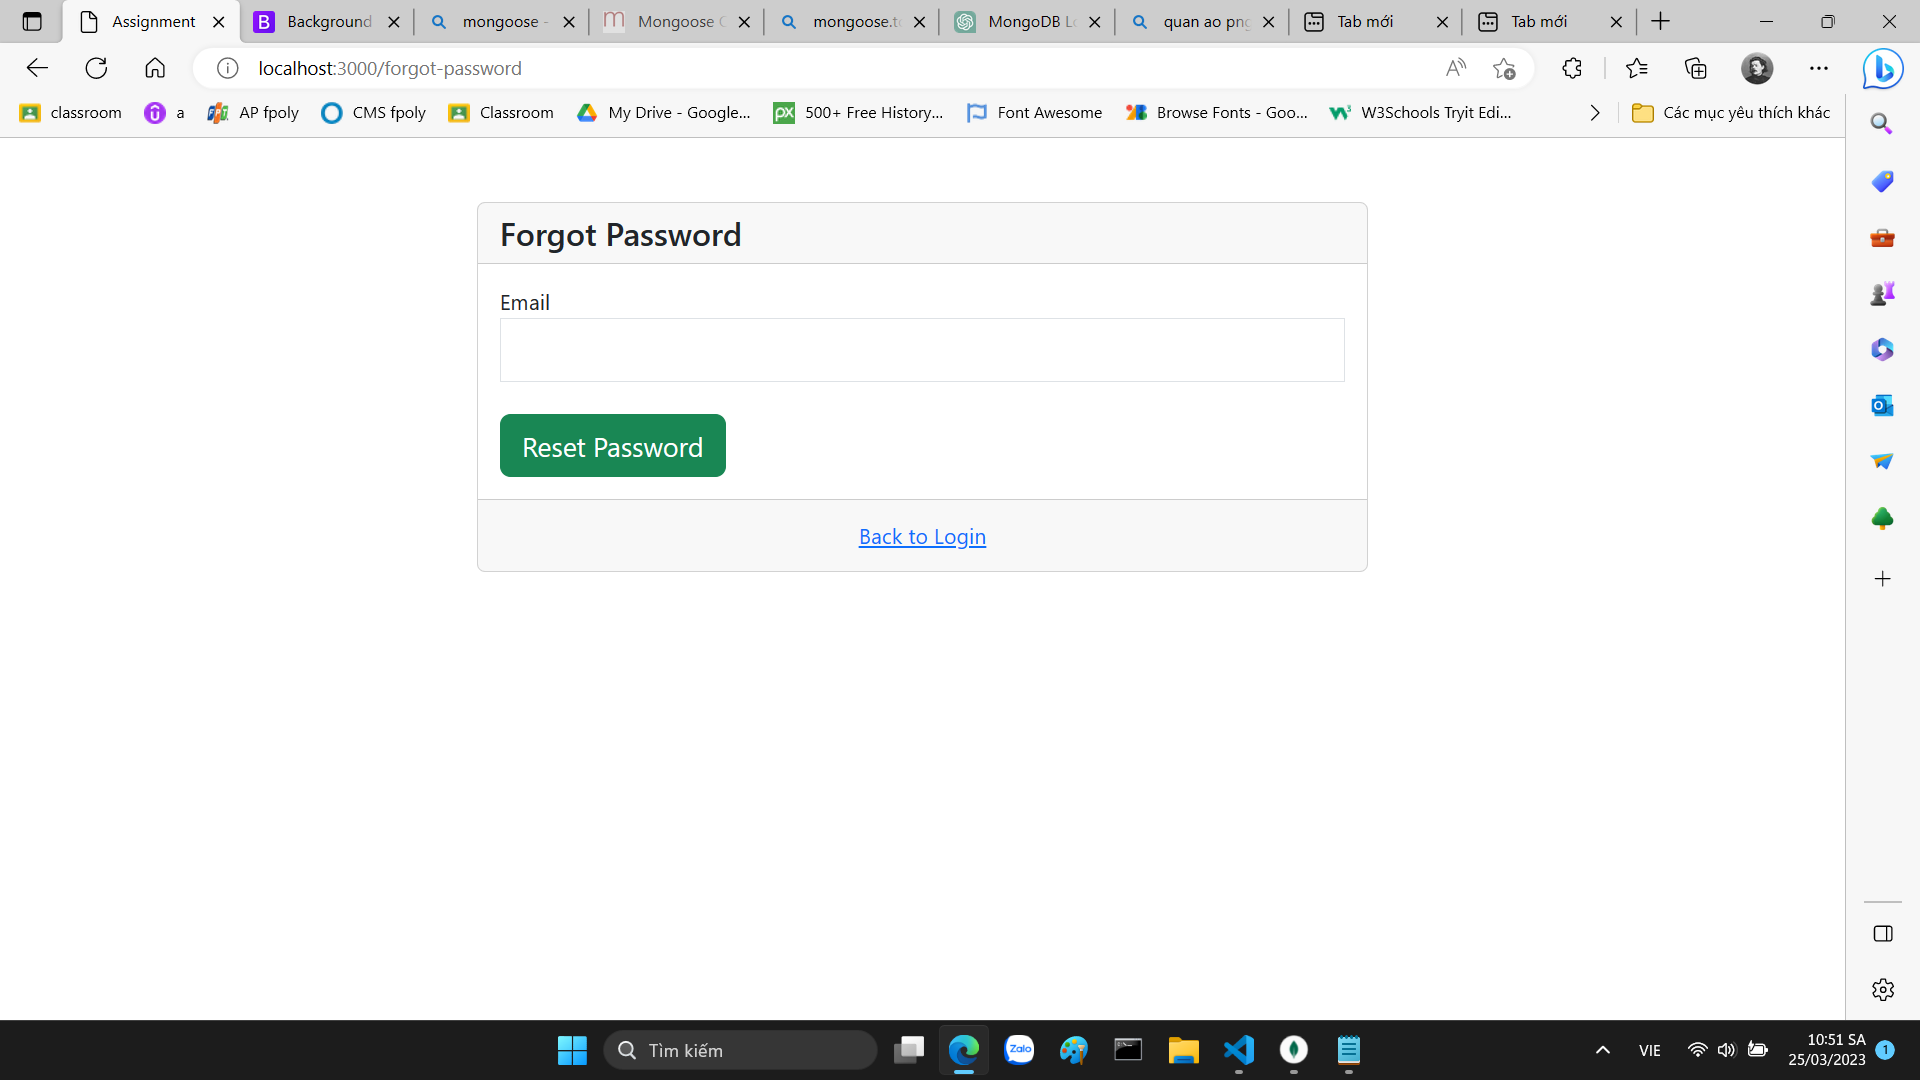 Assignment
Background
mongoose -
Mongoose
mongoose.t
MongoDB L
quan ao png
Tab mới
Tab mới
localhost:3000/forgot-password
classroom
a
AP fpoly
CMS fpoly
Classroom
My Drive - Google...
500+ Free History...
Font Awesome
Browse Fonts - Goo...
W3Schools Tryit Edi...
Các mục yêu thích khác
Forgot Password
Email
Reset Password
Back to Login
Tìm kiếm
Zalo
VIE
10:51 SA
25/03/2023
1